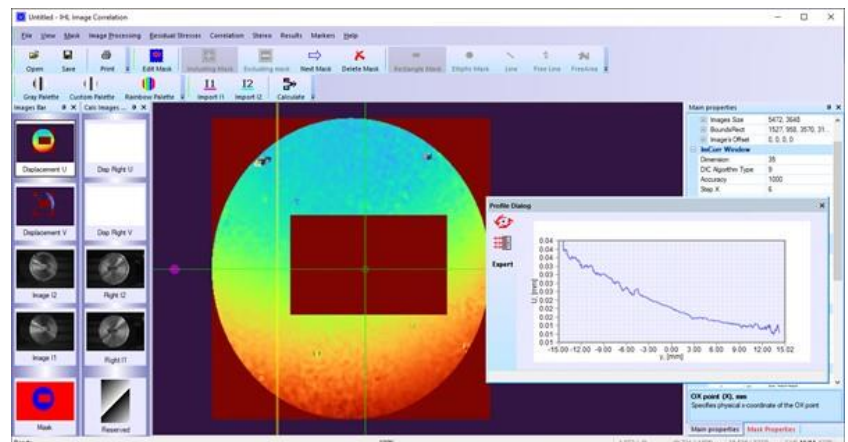 Untitled - IHL Image Correlation
File View Mask Image Processing Residual Stresses Correlation Stereo Results Markers Help
Open Save Print Edit Mask Including Mask Excluding mask Next Mask Delete Mask Rectangle Mask Elliptic Mask Line Free Line FreeArea
I1 I2
Gray Palette Custom Palette Rainbow Palette Import I1 Import I2 Calculate
Images Bar Calc Images ... Main properties
Images Size 5472, 3648
BoundsRect 1527, 958, 3570, 31...
Image's Offset 0, 0, 0, 0
ImCorr Window
Dimension 35
DIC Algorithm Type 9
Accuracy 1000
Step X 6
Displacement U Disp Right U
Displacement V Disp Right V
Image I2 Right I2
Image I1 Right I1
Mask Reserved
Profile Dialog
Export
0.04
0.04
0.03
0.03
0.03
0.02
0.02
0.02
0.01
0.01
U, [mm]
-15.00 -12.00 -9.00 -6.00 -3.00 0.00 3.00 6.00 9.00 12.00 15.02
y, [mm]
OX point (X), mm
Specifies physical x-coordinate of the OX point
Main properties Mask Properties
Ready